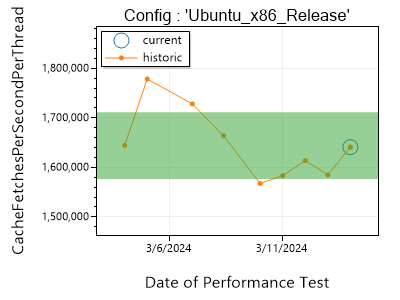 Config : 'Ubuntu_x86_Release'
current
historic
CacheFetchesPerSecondPerThread
1,800,000
1,700,000
1,600,000
1,500,000
3/6/2024
3/11/2024
Date of Performance Test